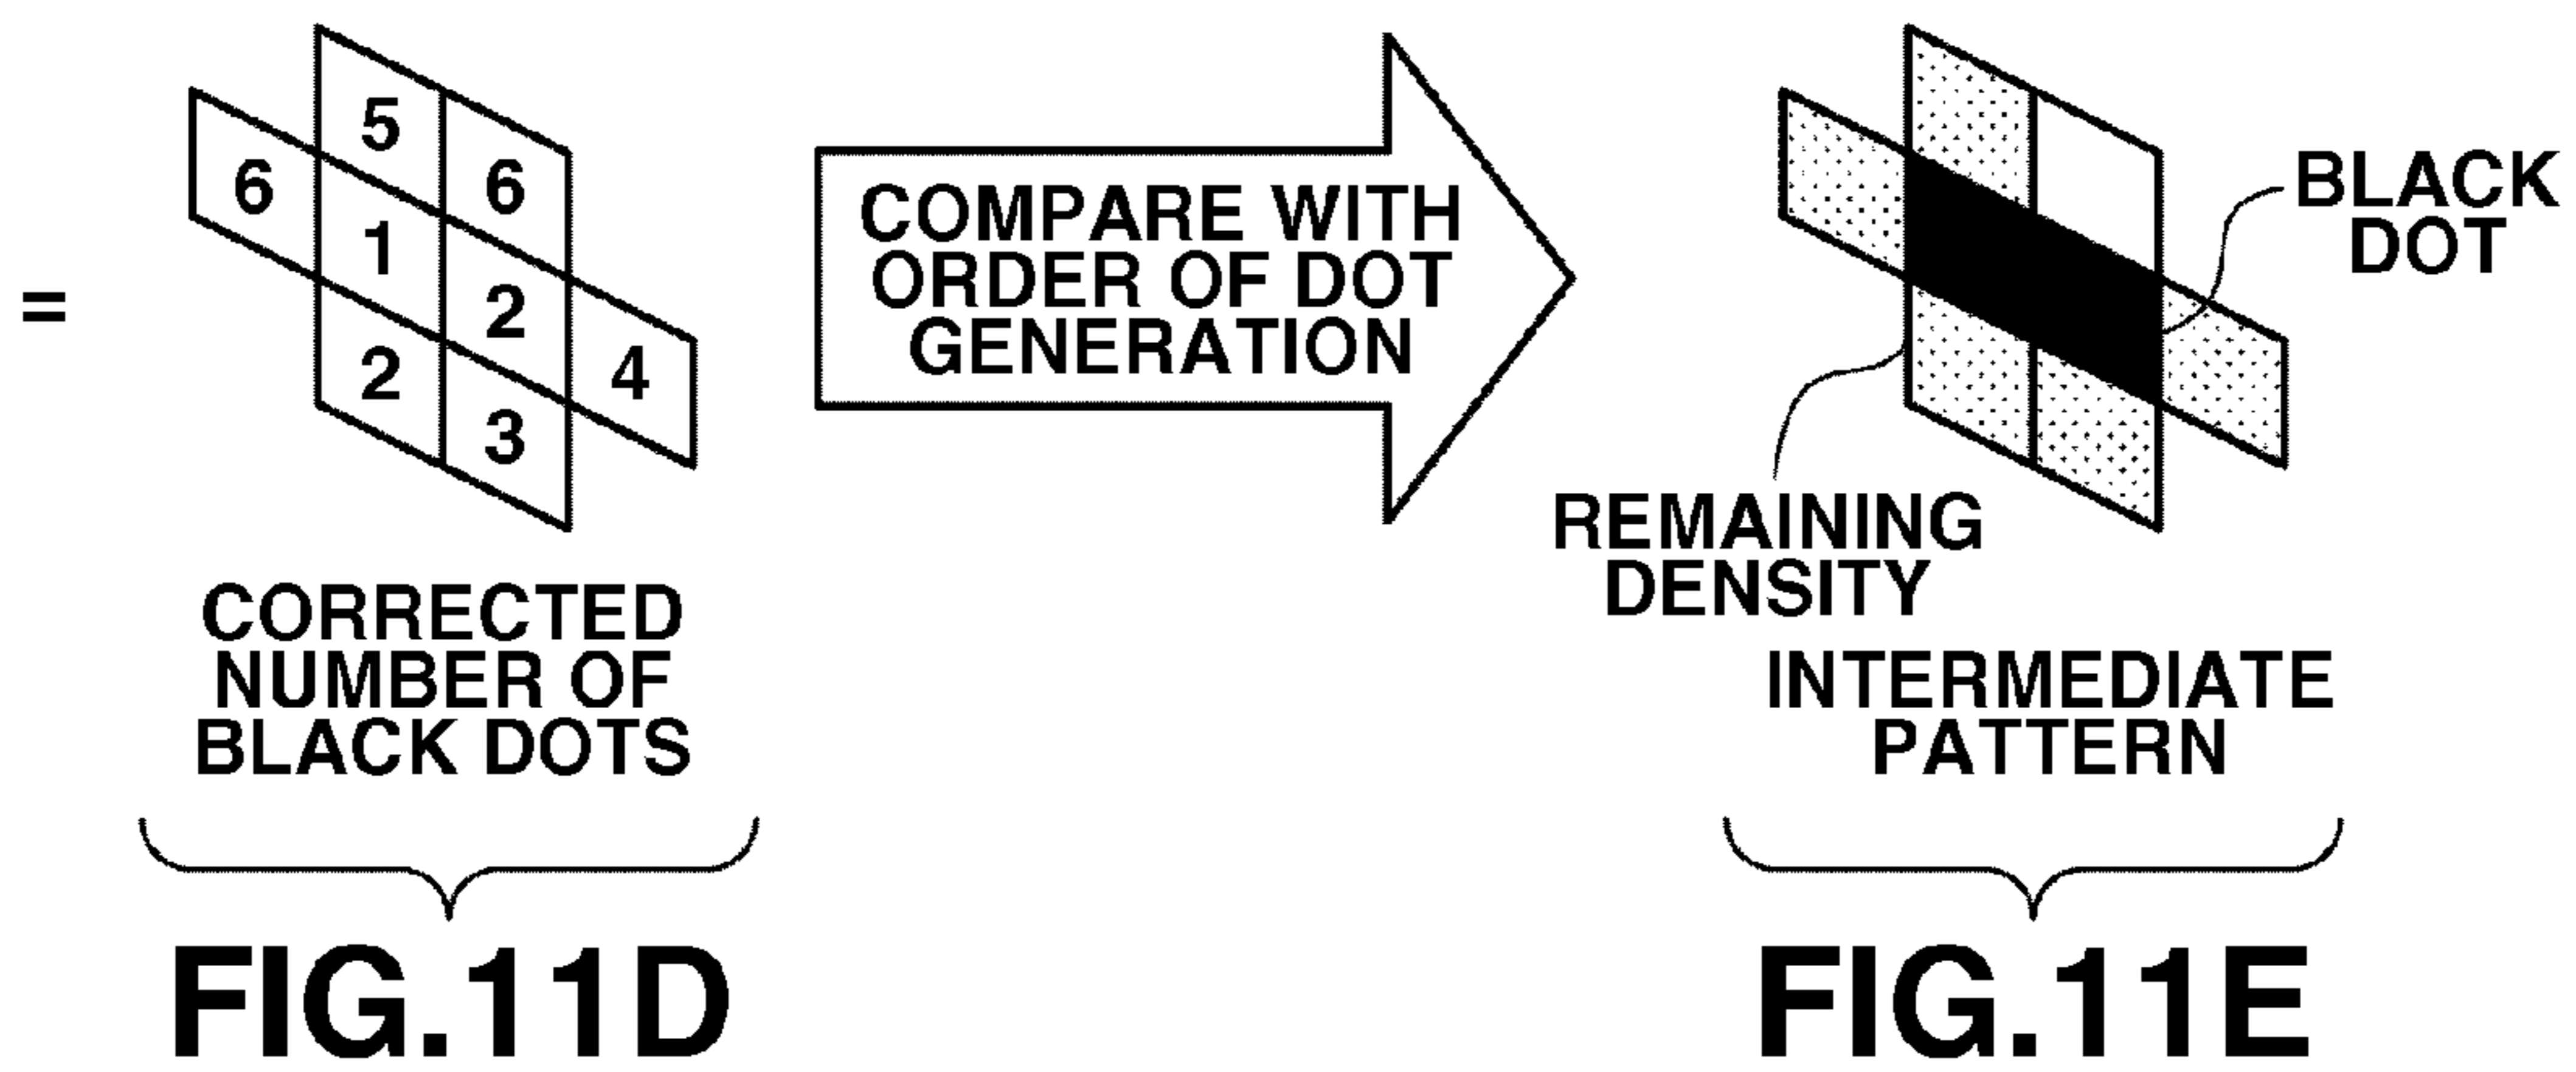 =
5
6
6
1
2
2
4
3
CORRECTED
NUMBER OF
BLACK DOTS
FIG.11D
COMPARE WITH
ORDER OF DOT
GENERATION
BLACK
DOT
REMAINING
DENSITY
INTERMEDIATE
PATTERN
FIG.11E